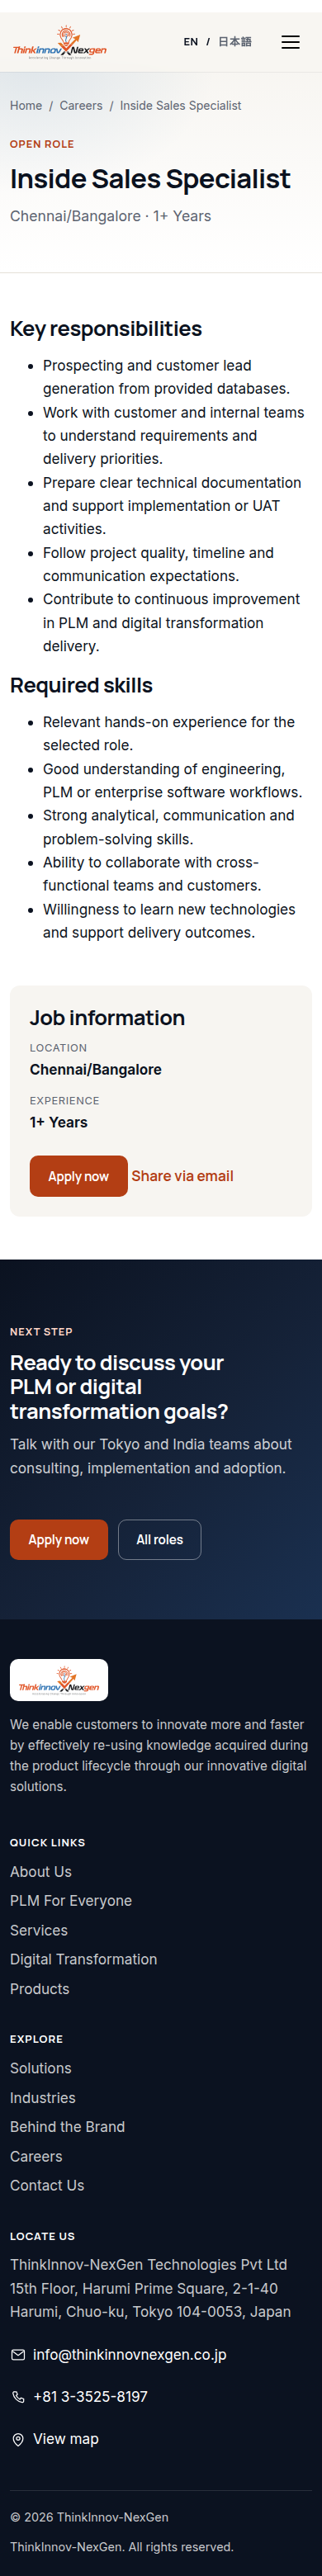 ThinkinnovXNexgen
EN / 日本語
Home / Careers / Inside Sales Specialist
OPEN ROLE
Inside Sales Specialist
Chennai/Bangalore · 1+ Years
Key responsibilities
• Prospecting and customer lead
generation from provided databases.
• Work with customer and internal teams
to understand requirements and
delivery priorities.
• Prepare clear technical documentation
and support implementation or UAT
activities.
• Follow project quality, timeline and
communication expectations.
• Contribute to continuous improvement
in PLM and digital transformation
delivery.
Required skills
• Relevant hands-on experience for the
selected role.
• Good understanding of engineering,
PLM or enterprise software workflows.
• Strong analytical, communication and
problem-solving skills.
• Ability to collaborate with cross-
functional teams and customers.
• Willingness to learn new technologies
and support delivery outcomes.
Job information
LOCATION
Chennai/Bangalore
EXPERIENCE
1+ Years
Apply now Share via email
NEXT STEP
Ready to discuss your
PLM or digital
transformation goals?
Talk with our Tokyo and India teams about
consulting, implementation and adoption.
Apply now All roles
ThinkinnovXNexgen
We enable customers to innovate more and faster
by effectively re-using knowledge acquired during
the product lifecycle through our innovative digital
solutions.
QUICK LINKS
About Us
PLM For Everyone
Services
Digital Transformation
Products
EXPLORE
Solutions
Industries
Behind the Brand
Careers
Contact Us
LOCATE US
ThinkInnov-NexGen Technologies Pvt Ltd
15th Floor, Harumi Prime Square, 2-1-40
Harumi, Chuo-ku, Tokyo 104-0053, Japan
info@thinkinnovnexgen.co.jp
+81 3-3525-8197
View map
© 2026 ThinkInnov-NexGen
ThinkInnov-NexGen. All rights reserved.